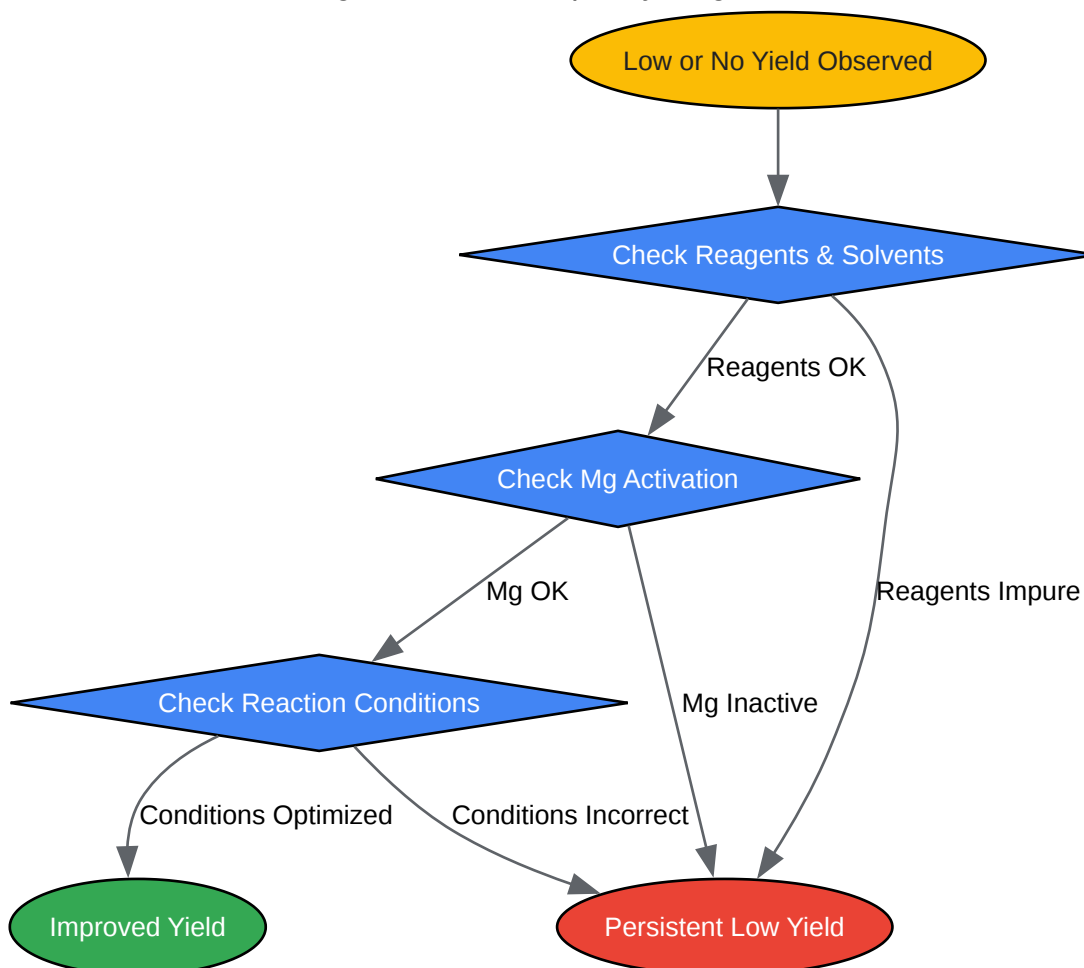 Low or No Yield Observed
Check Reagents & Solvents
Reagents OK
Check Mg Activation
Mg OK
Reagents Impure
Check Reaction Conditions
Mg Inactive
Conditions Optimized
Conditions Incorrect
Improved Yield
Persistent Low Yield